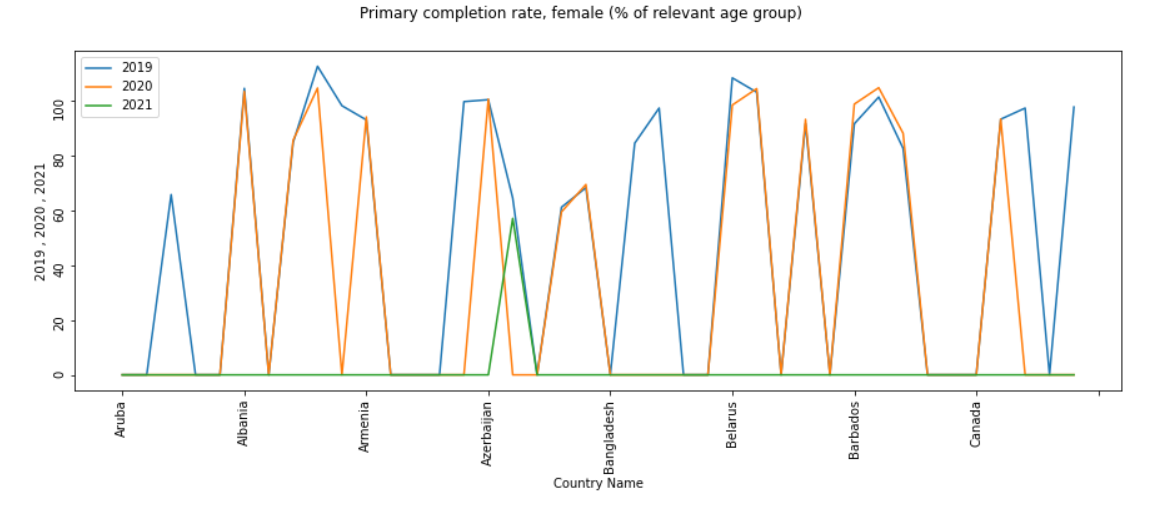 Primary completion rate, female (% of relevant age group)
2019
2020
2021
2019 , 2020 , 2021
100
80
60
40
20
0
Aruba
Albania
Armenia
Azerbaijan
Bangladesh
Belarus
Barbados
Canada
Country Name